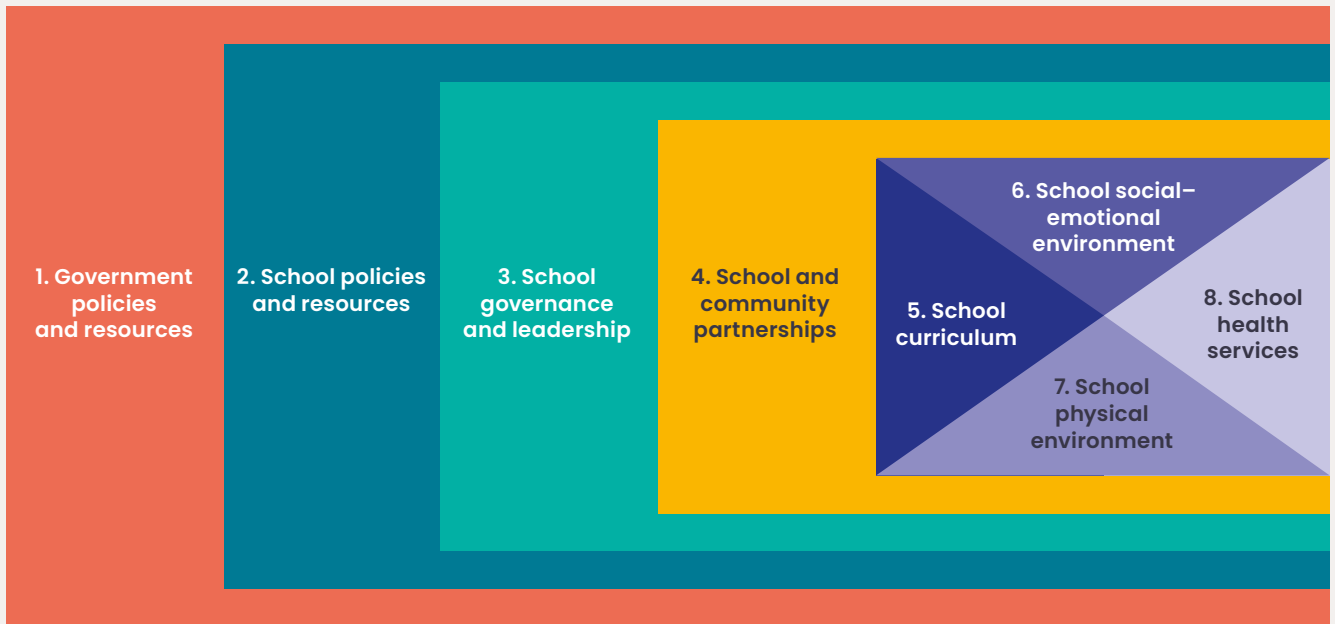 1. Government
policies
and resources
2. School policies
and resources
3. School
governance
and leadership
4. School and
community
partnerships
5. School
curriculum
6. School social–
emotional
environment
7. School
physical
environment
8. School
health
services